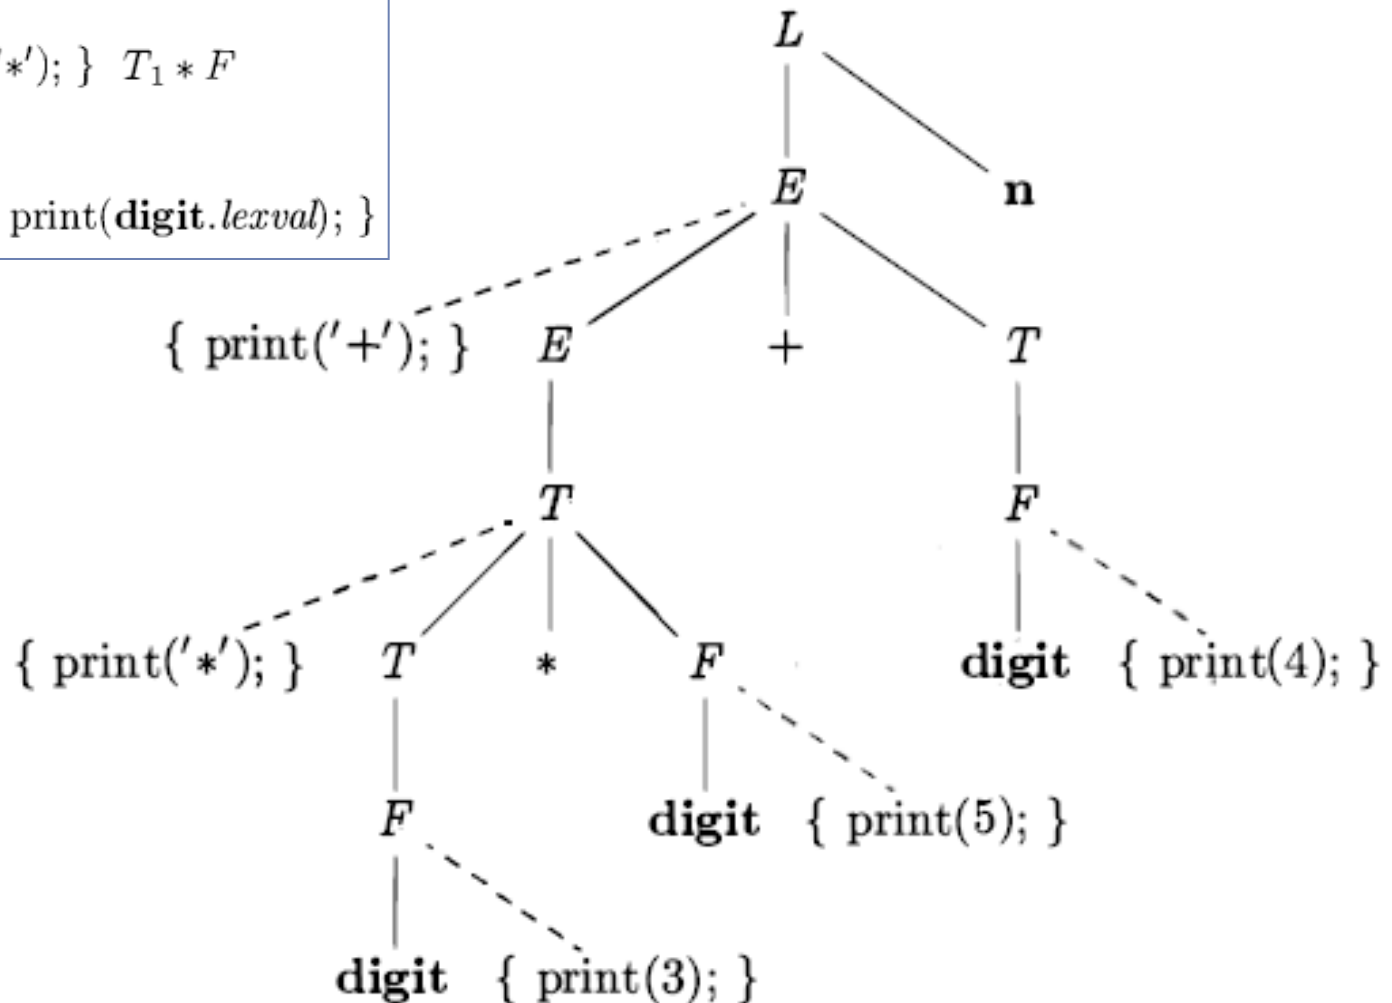 '*'); } T₁ * F
print(digit.lexval); }
L
E n
{ print('+'); } E + T
T F
{ print('*'); } T * F digit { print(4); }
F digit { print(5); }
digit { print(3); }